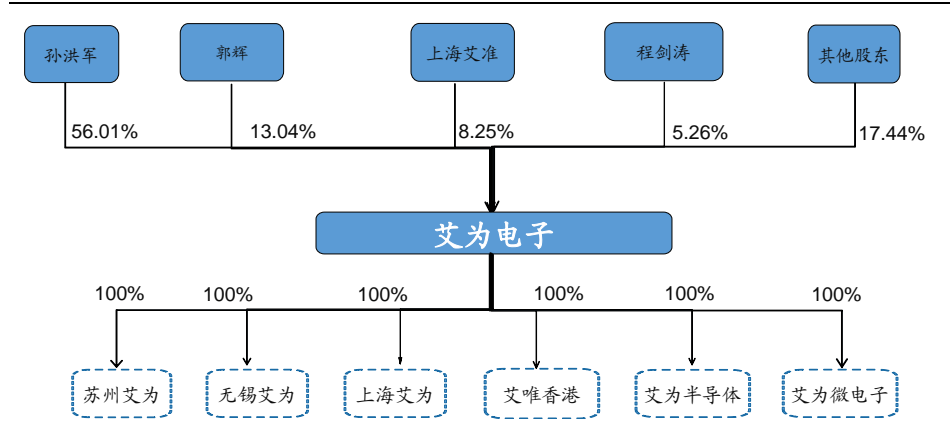 孙洪军 郭辉 上海艾准 程剑涛 其他股东
56.01% 13.04% 8.25% 5.26% 17.44%
艾为电子
100% 100% 100% 100% 100% 100%
苏州艾为 无锡艾为 上海艾为 艾唯香港 艾为半导体 艾为微电子